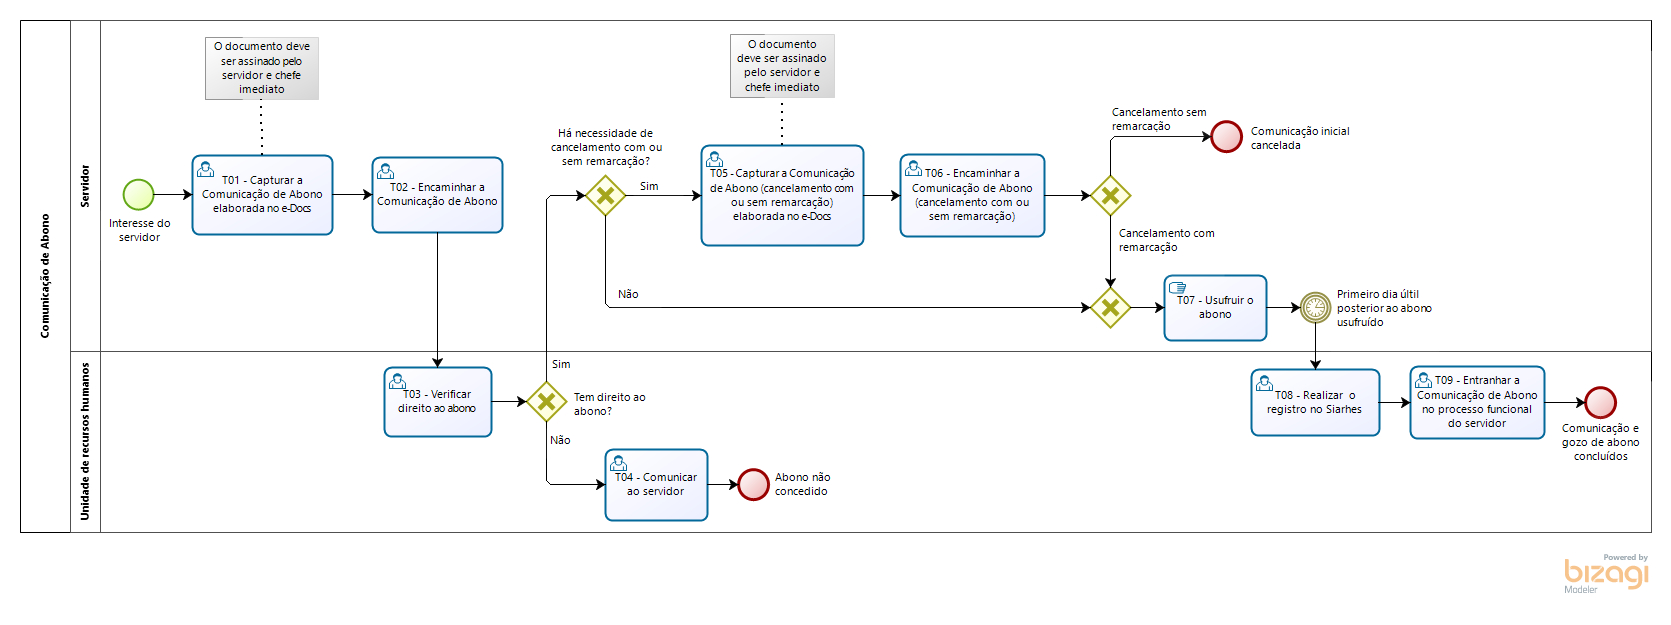 Comunicação de Abono
Servidor
Unidade de recursos humanos
O documento deve
ser assinado pelo
servidor e chefe
imediato
Interesse do
servidor
T01 - Capturar a
Comunicação de Abono
elaborada no e-Docs
T02 - Encaminhar a
Comunicação de Abono
Há necessidade de
cancelamento com ou
sem remarcação?
Sim
Não
O documento
deve ser assinado
pelo servidor e
chefe imediato
T05 - Capturar a Comunicação
de Abono (cancelamento com
ou sem remarcação)
elaborada no e-Docs
T06 - Encaminhar a
Comunicação de Abono
(cancelamento com ou
sem remarcação)
Cancelamento sem
remarcação
Comunicação inicial
cancelada
Cancelamento com
remarcação
T07 - Usufruir o
abono
Primeiro dia últil
posterior ao abono
usufruído
T03 - Verificar
direito ao abono
Sim
Tem direito ao
abono?
Não
T04 - Comunicar
ao servidor
Abono não
concedido
T08 - Realizar o
registro no Siarhes
T09 - Entranhar a
Comunicação de Abono
no processo funcional
do servidor
Comunicação e
gozo de abono
concluídos
Powered by
bizagi
Modeler